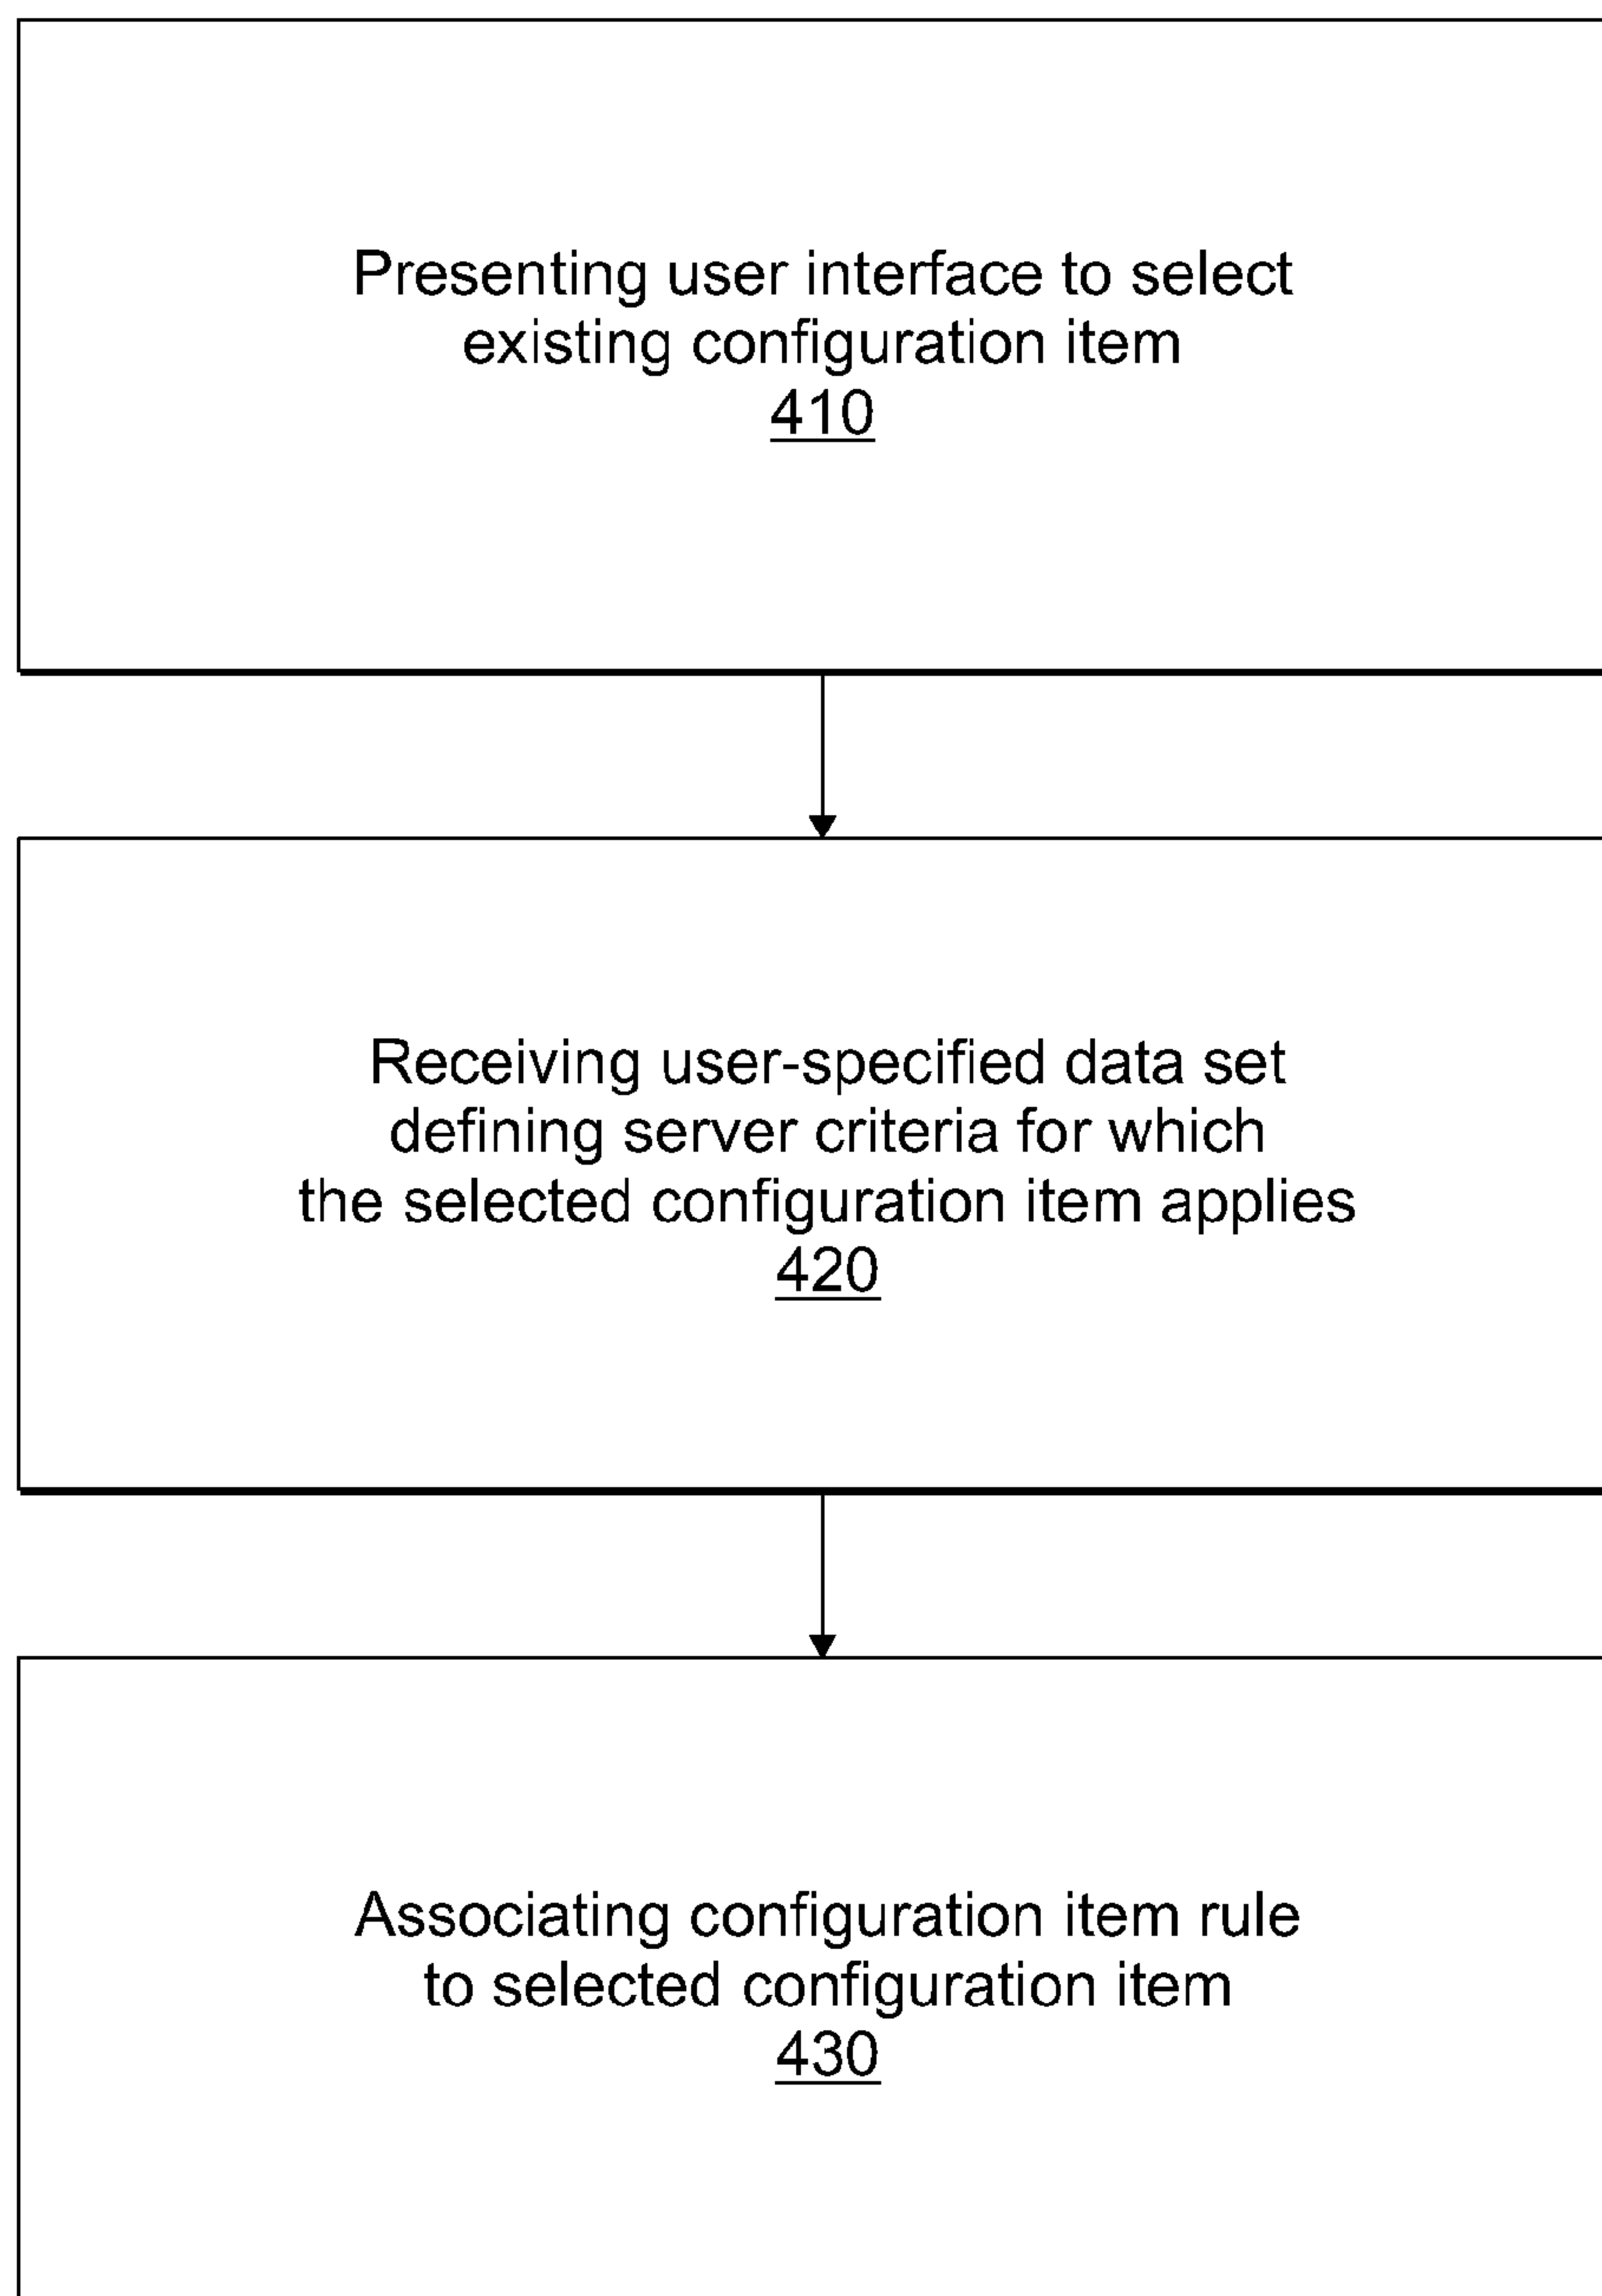 Presenting user interface to select
existing configuration item
410
Receiving user-specified data set
defining server criteria for which
the selected configuration item applies
420
Associating configuration item rule
to selected configuration item
430